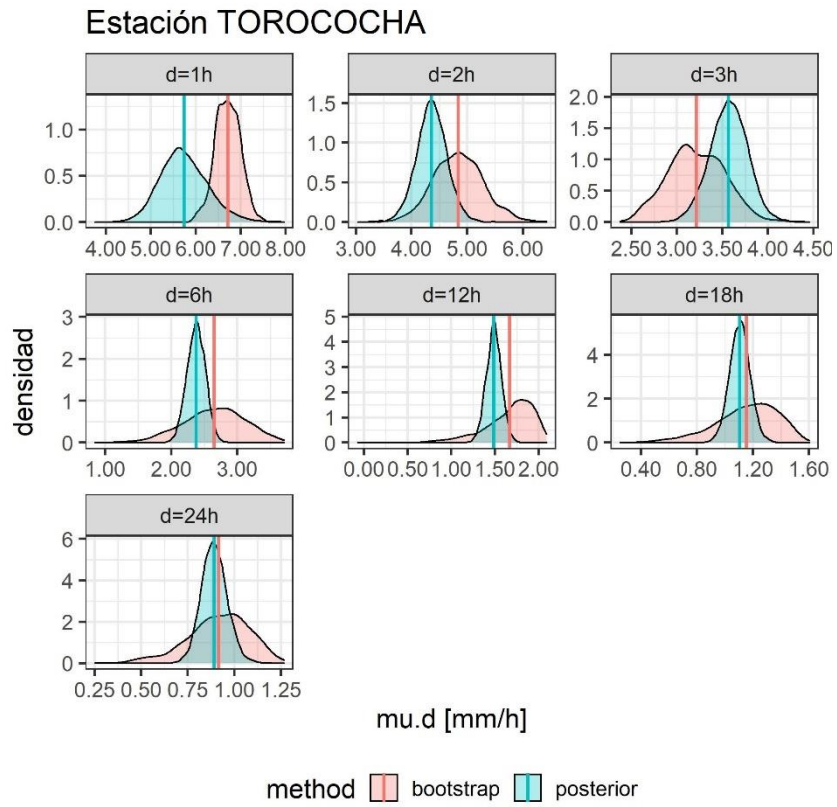 Estación TOROCOCHA
d=1h
d=2h
d=3h
1.0
0.5
0.0
1.5
1.0
0.5
0.0
2.0
1.5
1.0
0.5
0.0
4.00 5.00 6.00 7.00 8.00
3.00 4.00 5.00 6.00
2.50 3.00 3.50 4.00 4.50
densidad
d=6h
d=12h
d=18h
3
2
1
0
5
4
3
2
1
0
4
2
0
1.00 2.00 3.00
0.00 0.50 1.00 1.50 2.00
0.40 0.80 1.20 1.60
d=24h
6
4
2
0
0.25 0.50 0.75 1.00 1.25
mu.d [mm/h]
method bootstrap posterior